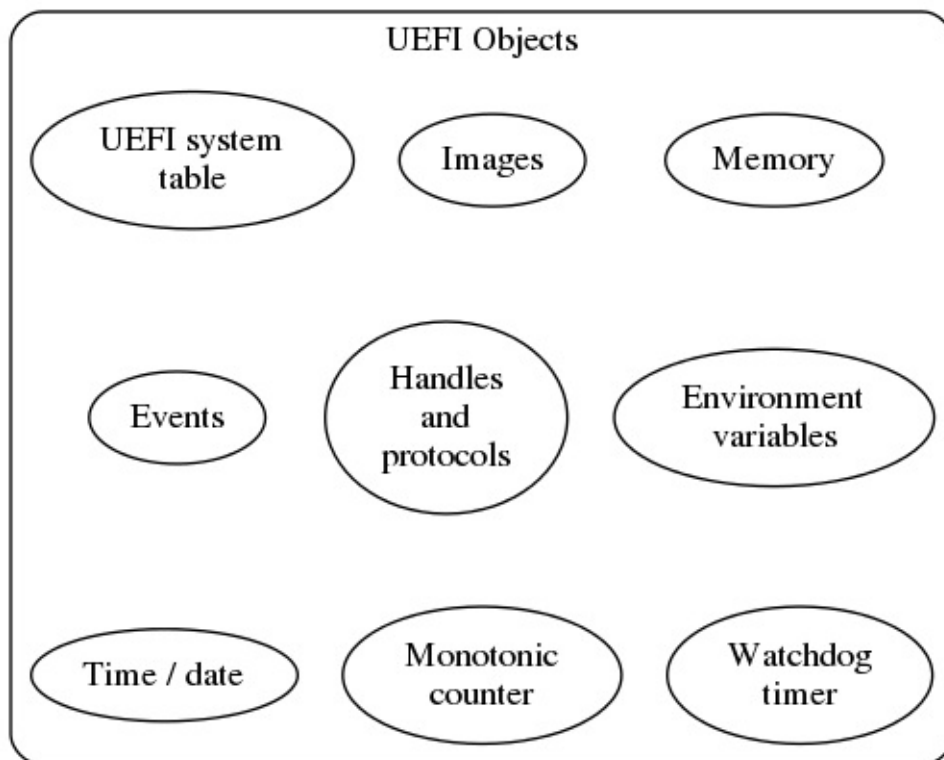 UEFI Objects
UEFI system
table
Images
Memory
Events
Handles
and
protocols
Environment
variables
Time / date
Monotonic
counter
Watchdog
timer